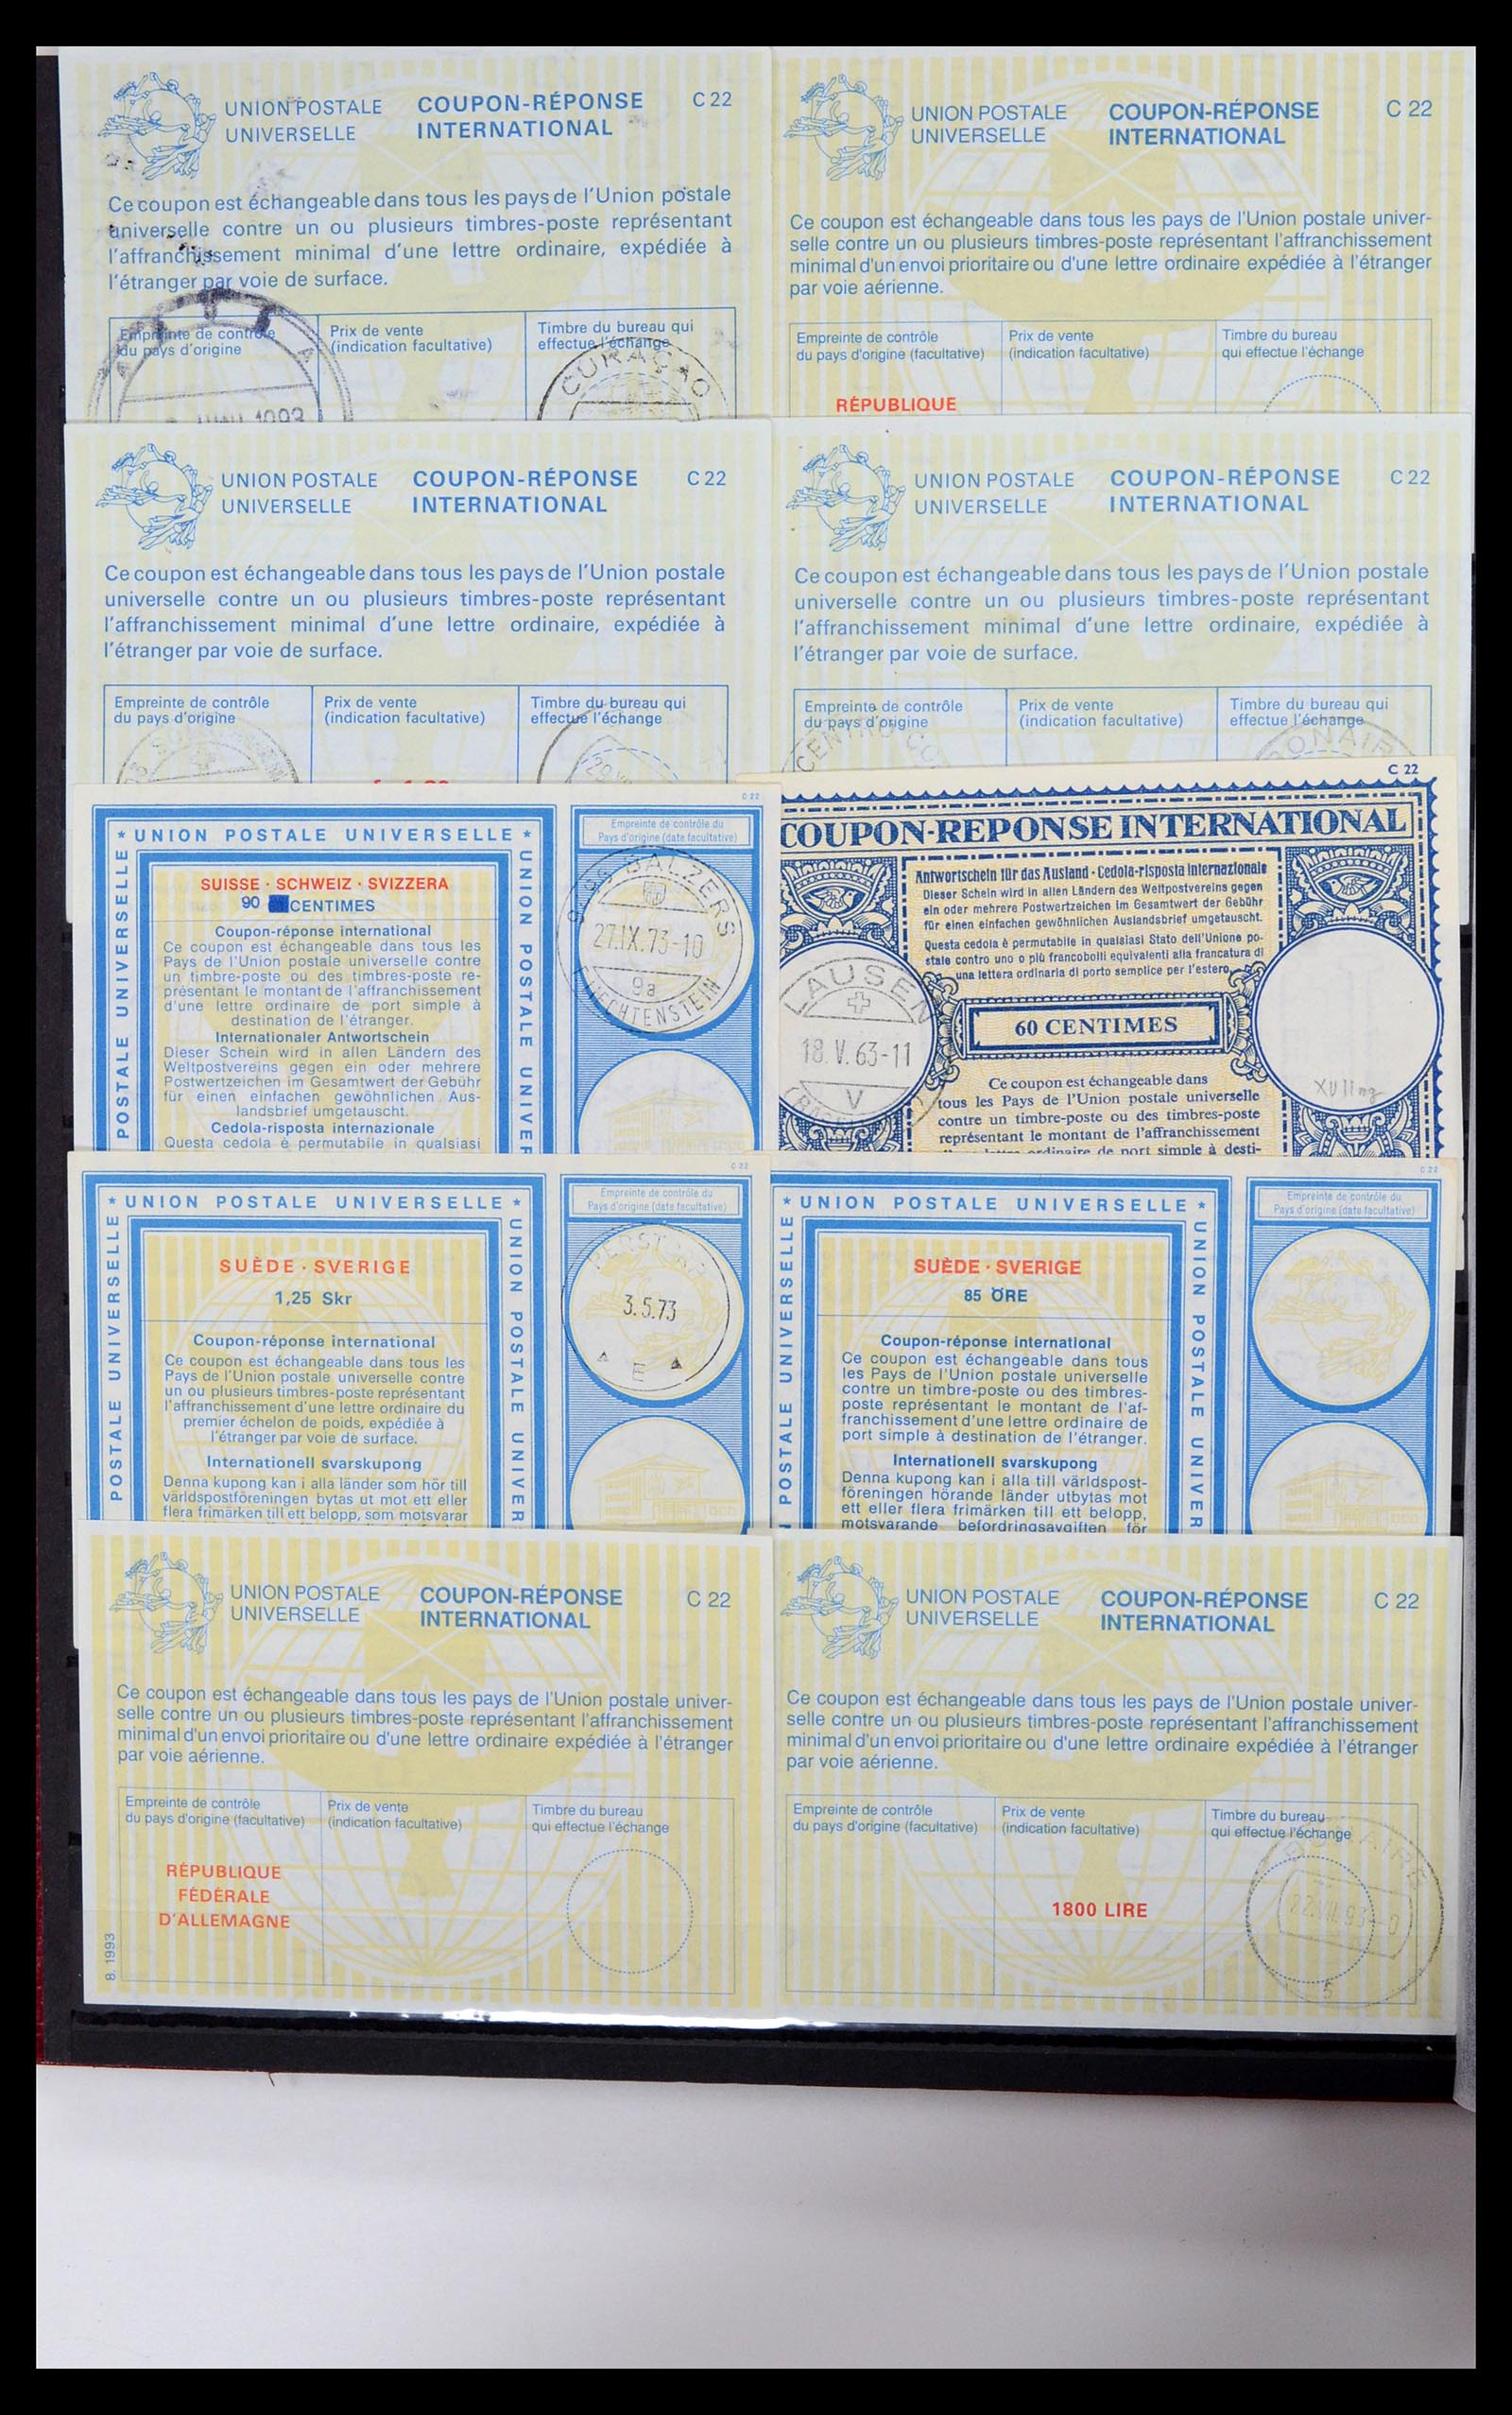 UNION POSTALE
UNIVERSELLE
COUPON-RÉPONSE
INTERNATIONAL
C 22
Ce coupon est échangeable dans tous les pays de l'Union postale
universelle contre un ou plusieurs timbres-poste représentant
l'affranchissement minimal d'une lettre ordinaire, expédiée à
l'étranger par voie de surface.
Empreinte de contrôle
du pays d'origine
Prix de vente
(indication facultative)
Timbre du bureau qui
effectue l'échange
CURAÇAO
UNION POSTALE
UNIVERSELLE
COUPON-RÉPONSE
INTERNATIONAL
C 22
Ce coupon est échangeable dans tous les pays de l'Union postale univer-
selle contre un ou plusieurs timbres-poste représentant l'affranchissement
minimal d'un envoi prioritaire ou d'une lettre ordinaire expédiée à l'étranger
par voie aérienne.
Empreinte de contrôle
du pays d'origine (facultative)
Prix de vente
(indication facultative)
Timbre du bureau
qui effectue l'échange
RÉPUBLIQUE
UNION POSTALE
UNIVERSELLE
COUPON-RÉPONSE
INTERNATIONAL
C 22
Ce coupon est échangeable dans tous les pays de l'Union postale
universelle contre un ou plusieurs timbres-poste représentant
l'affranchissement minimal d'une lettre ordinaire, expédiée à
l'étranger par voie de surface.
Empreinte de contrôle
du pays d'origine
Prix de vente
(indication facultative)
Timbre du bureau qui
effectue l'échange
UNION POSTALE
UNIVERSELLE
COUPON-RÉPONSE
INTERNATIONAL
C 22
Ce coupon est échangeable dans tous les pays de l'Union postale
universelle contre un ou plusieurs timbres-poste représentant
l'affranchissement minimal d'une lettre ordinaire, expédiée à
l'étranger par voie de surface.
Empreinte de contrôle
du pays d'origine
Prix de vente
(indication facultative)
Timbre du bureau qui
effectue l'échange
C 22
* UNION POSTALE UNIVERSELLE *
POSTALE UNIVERSELLE
UNION POSTALE UNIVER
SUISSE · SCHWEIZ · SVIZZERA
90 CENTIMES
Coupon-réponse international
Ce coupon est échangeable dans tous les
Pays de l'Union postale universelle contre
un timbre-poste ou des timbres-poste re-
présentant le montant de l'affranchissement
d'une lettre ordinaire de port simple à
destination de l'étranger.
Internationaler Antwortschein
Dieser Schein wird in allen Ländern des
Weltpostvereins gegen ein oder mehrere
Postwertzeichen im Gesamtwert der Gebühr
für einen einfachen gewöhnlichen Aus-
landsbrief umgetauscht.
Cedola-risposta internazionale
Questa cedola è permutabile in qualsiasi
Empreinte de contrôle du
Pays d'origine (date facultative)
BALZERS
27.IX.73-10
9a
LIECHTENSTEIN
C 22
COUPON-REPONSE INTERNATIONAL
Antwortschein für das Ausland - Cedola-risposta internazionale
Dieser Schein wird in allen Ländern des Weltpostvereins gegen
ein oder mehrere Postwertzeichen im Gesamtwert der Gebühr
für einen einfachen gewöhnlichen Auslandsbrief umgetauscht.
Questa cedola è permutabile in qualsiasi Stato dell'Unione po-
stale contro uno o più francobolli equivalenti alla francatura di
una lettera ordinaria di porto semplice per l'estero
60 CENTIMES
Ce coupon est échangeable dans
tous les Pays de l'Union postale universelle
contre un timbre-poste ou des timbres-poste
représentant le montant de l'affranchissement
ordinaire de port simple à desti-
LAUSEN
18.V.63-11
V
C 22
* UNION POSTALE UNIVERSELLE *
POSTALE UNIVERSELLE
UNION POSTALE UNIVER
SUÈDE · SVERIGE
1,25 Skr
Coupon-réponse international
Ce coupon est échangeable dans tous les
Pays de l'Union postale universelle contre
un ou plusieurs timbres-poste représentant
l'affranchissement d'une lettre ordinaire du
premier échelon de poids, expédiée à
l'étranger par voie de surface.
Internationell svarskupong
Denna kupong kan i alla länder som hör till
världspostföreningen bytas ut mot ett eller
flera frimärken till ett belopp, som motsvarar
Empreinte de contrôle du
Pays d'origine (date facultative)
3.5.73
E
C 22
* UNION POSTALE UNIVERSELLE *
POSTALE UNIVERSELLE
UNION POSTALE UNIVER
SUÈDE · SVERIGE
85 ÖRE
Coupon-réponse international
Ce coupon est échangeable dans tous
les Pays de l'Union postale universelle
contre un timbre-poste ou des timbres-
poste représentant le montant de l'af-
franchissement d'une lettre ordinaire de
port simple à destination de l'étranger.
Internationell svarskupong
Denna kupong kan i alla till världspost-
föreningen hörande länder utbytas mot
ett eller flera frimärken till ett belopp,
motsvarande befordringsavgiften för
Empreinte de contrôle du
Pays d'origine (date facultative)
UNION POSTALE
UNIVERSELLE
COUPON-RÉPONSE
INTERNATIONAL
C 22
Ce coupon est échangeable dans tous les pays de l'Union postale univer-
selle contre un ou plusieurs timbres-poste représentant l'affranchissement
minimal d'un envoi prioritaire ou d'une lettre ordinaire expédiée à l'étranger
par voie aérienne.
Empreinte de contrôle
du pays d'origine (facultative)
Prix de vente
(indication facultative)
Timbre du bureau
qui effectue l'échange
RÉPUBLIQUE
FÉDÉRALE
D'ALLEMAGNE
8. 1993
UNION POSTALE
UNIVERSELLE
COUPON-RÉPONSE
INTERNATIONAL
C 22
Ce coupon est échangeable dans tous les pays de l'Union postale univer-
selle contre un ou plusieurs timbres-poste représentant l'affranchissement
minimal d'un envoi prioritaire ou d'une lettre ordinaire expédiée à l'étranger
par voie aérienne.
Empreinte de contrôle
du pays d'origine (facultative)
Prix de vente
(indication facultative)
Timbre du bureau
qui effectue l'échange
1800 LIRE
5